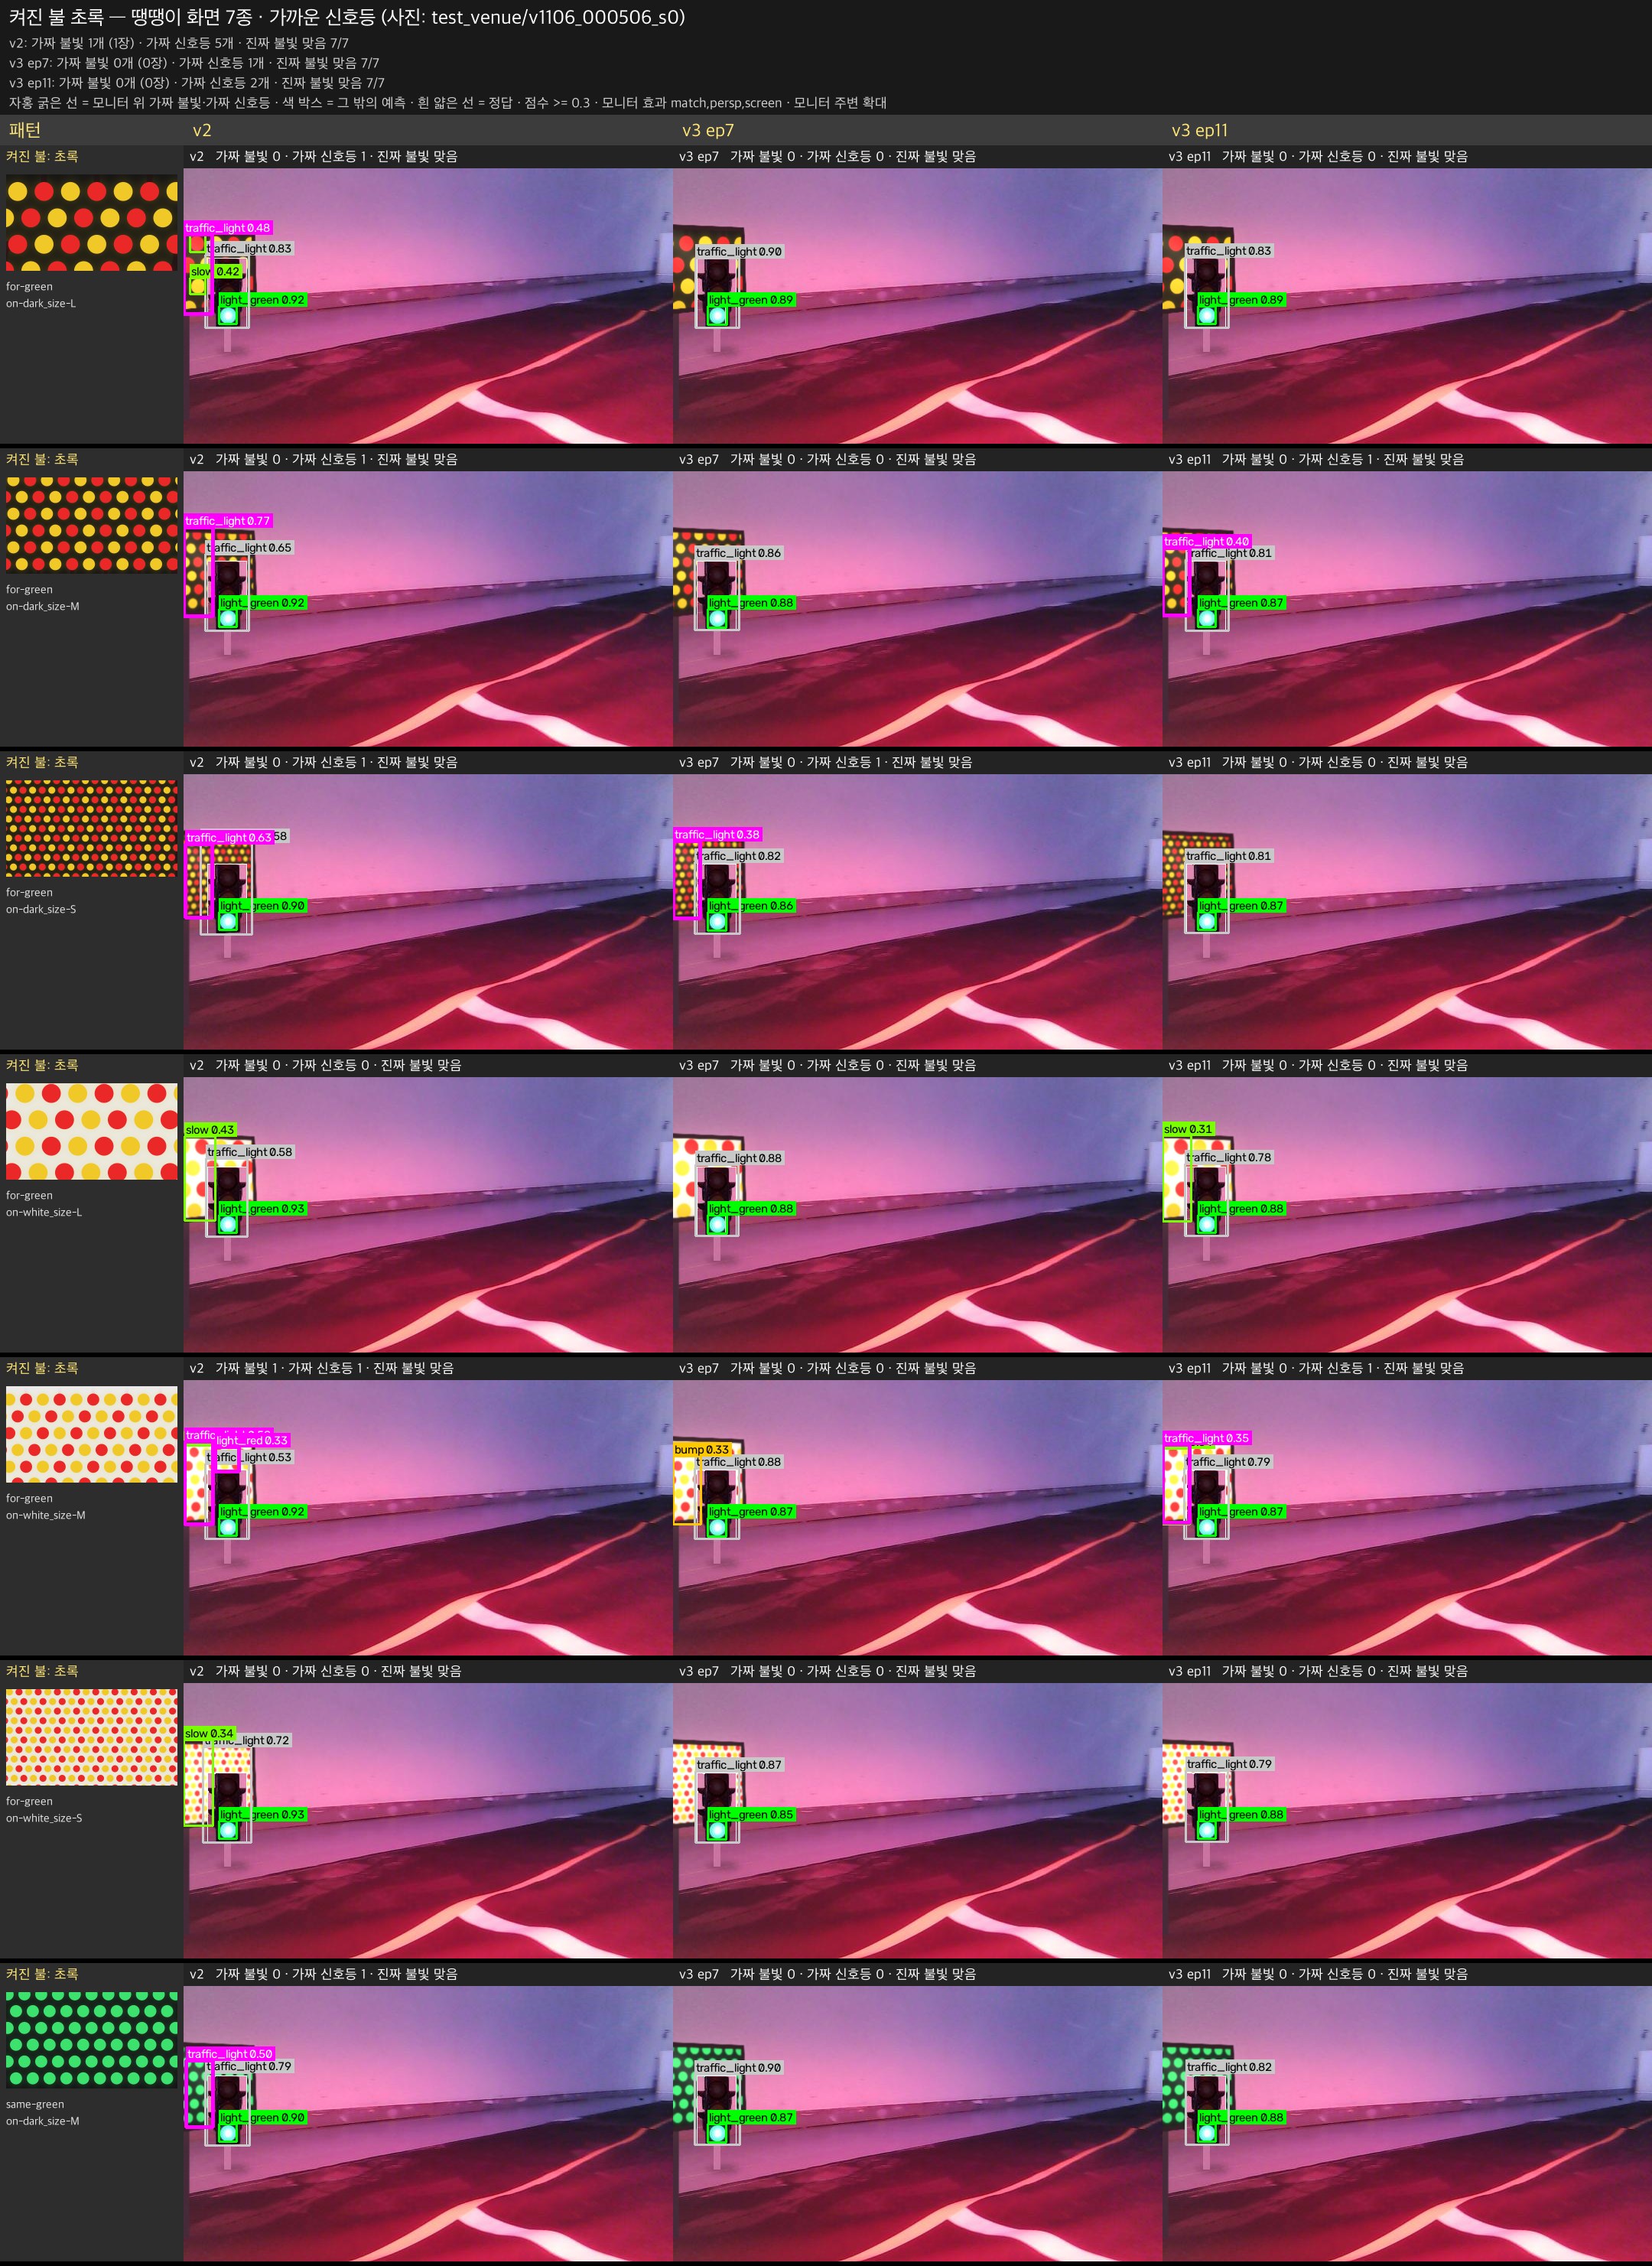 켜진 불 초록 — 땡땡이 화면 7종 · 가까운 신호등 (사진: test_venue/v1106_000506_s0)
v2: 가짜 불빛 1개 (1장) · 가짜 신호등 5개 · 진짜 불빛 맞음 7/7
v3 ep7: 가짜 불빛 0개 (0장) · 가짜 신호등 1개 · 진짜 불빛 맞음 7/7
v3 ep11: 가짜 불빛 0개 (0장) · 가짜 신호등 2개 · 진짜 불빛 맞음 7/7
자홍 굵은 선 = 모니터 위 가짜 불빛·가짜 신호등 · 색 박스 = 그 밖의 예측 · 흰 얇은 선 = 정답 · 점수 >= 0.3 · 모니터 효과 match,persp,screen · 모니터 주변 확대
패턴 v2 v3 ep7 v3 ep11
켜진 불: 초록
for-green
on-dark_size-L
v2 가짜 불빛 0 · 가짜 신호등 1 · 진짜 불빛 맞음
traffic_light 0.48
traffic_light 0.83
slow 0.42
light_green 0.92
v3 ep7 가짜 불빛 0 · 가짜 신호등 0 · 진짜 불빛 맞음
traffic_light 0.90
light_green 0.89
v3 ep11 가짜 불빛 0 · 가짜 신호등 0 · 진짜 불빛 맞음
traffic_light 0.83
light_green 0.89
켜진 불: 초록
for-green
on-dark_size-M
v2 가짜 불빛 0 · 가짜 신호등 1 · 진짜 불빛 맞음
traffic_light 0.77
traffic_light 0.65
light_green 0.92
v3 ep7 가짜 불빛 0 · 가짜 신호등 0 · 진짜 불빛 맞음
traffic_light 0.86
light_green 0.88
v3 ep11 가짜 불빛 0 · 가짜 신호등 1 · 진짜 불빛 맞음
traffic_light 0.40
traffic_light 0.81
light_green 0.87
켜진 불: 초록
for-green
on-dark_size-S
v2 가짜 불빛 0 · 가짜 신호등 1 · 진짜 불빛 맞음
traffic_light 0.63
58
light_green 0.90
v3 ep7 가짜 불빛 0 · 가짜 신호등 1 · 진짜 불빛 맞음
traffic_light 0.38
traffic_light 0.82
light_green 0.86
v3 ep11 가짜 불빛 0 · 가짜 신호등 0 · 진짜 불빛 맞음
traffic_light 0.81
light_green 0.87
켜진 불: 초록
for-green
on-white_size-L
v2 가짜 불빛 0 · 가짜 신호등 0 · 진짜 불빛 맞음
slow 0.43
traffic_light 0.58
light_green 0.93
v3 ep7 가짜 불빛 0 · 가짜 신호등 0 · 진짜 불빛 맞음
traffic_light 0.88
light_green 0.88
v3 ep11 가짜 불빛 0 · 가짜 신호등 0 · 진짜 불빛 맞음
slow 0.31
traffic_light 0.78
light_green 0.88
켜진 불: 초록
for-green
on-white_size-M
v2 가짜 불빛 1 · 가짜 신호등 1 · 진짜 불빛 맞음
light_red 0.33
traffic_light 0.53
light_green 0.92
v3 ep7 가짜 불빛 0 · 가짜 신호등 0 · 진짜 불빛 맞음
bump 0.33
traffic_light 0.88
light_green 0.87
v3 ep11 가짜 불빛 0 · 가짜 신호등 1 · 진짜 불빛 맞음
traffic_light 0.35
traffic_light 0.79
light_green 0.87
켜진 불: 초록
for-green
on-white_size-S
v2 가짜 불빛 0 · 가짜 신호등 0 · 진짜 불빛 맞음
slow 0.34
traffic_light 0.72
light_green 0.93
v3 ep7 가짜 불빛 0 · 가짜 신호등 0 · 진짜 불빛 맞음
traffic_light 0.87
light_green 0.85
v3 ep11 가짜 불빛 0 · 가짜 신호등 0 · 진짜 불빛 맞음
traffic_light 0.79
light_green 0.88
켜진 불: 초록
same-green
on-dark_size-M
v2 가짜 불빛 0 · 가짜 신호등 1 · 진짜 불빛 맞음
traffic_light 0.50
traffic_light 0.79
light_green 0.90
v3 ep7 가짜 불빛 0 · 가짜 신호등 0 · 진짜 불빛 맞음
traffic_light 0.90
light_green 0.87
v3 ep11 가짜 불빛 0 · 가짜 신호등 0 · 진짜 불빛 맞음
traffic_light 0.82
light_green 0.88